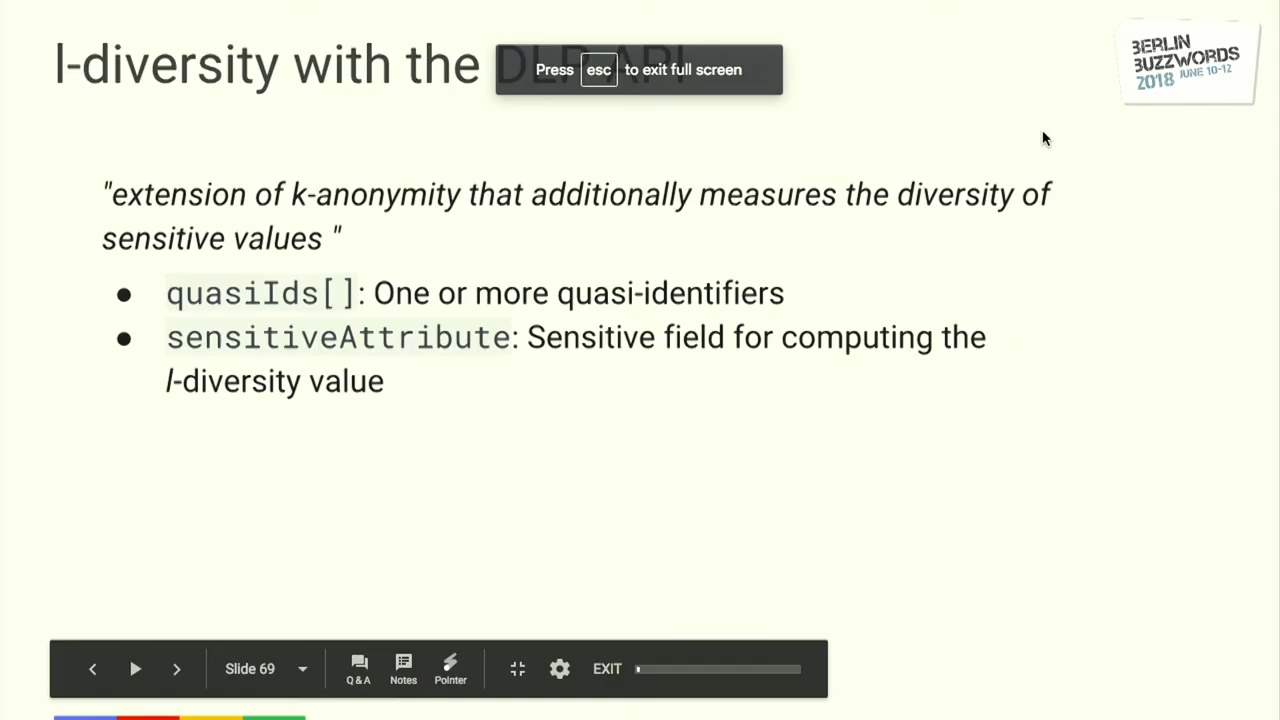 l-diversity with the DLP API
Press esc to exit full screen
BERLIN
BUZZWORDS
2018 JUNE 10-12
"extension of k-anonymity that additionally measures the diversity of
sensitive values "
● quasiIds[]: One or more quasi-identifiers
● sensitiveAttribute: Sensitive field for computing the
l-diversity value
Slide 69
Q & A
Notes
Pointer
EXIT